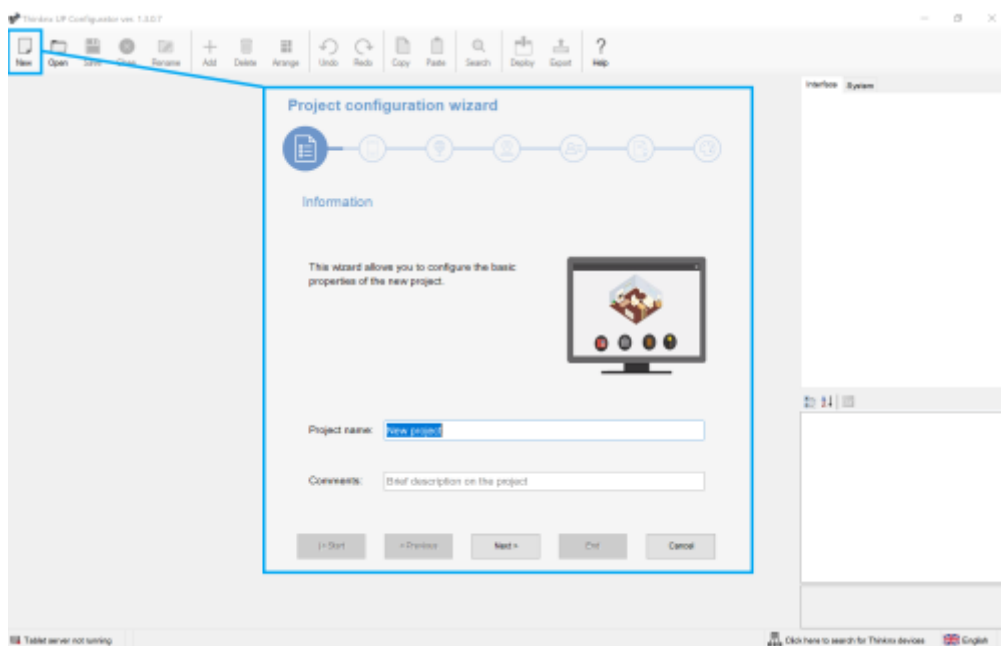 Thinknx UP Configurator ver. 1.3.0.7
New Open Save Close Rename Add Delete Arrange Undo Redo Copy Paste Search Deploy Export Help
Interface System
Project configuration wizard
Information
This wizard allows you to configure the basic
properties of the new project.
Project name: New project
Comments: Brief description on the project
|< Start < Previous Next > End Cancel
Tablet server not running
Click here to search for Thinknx devices English